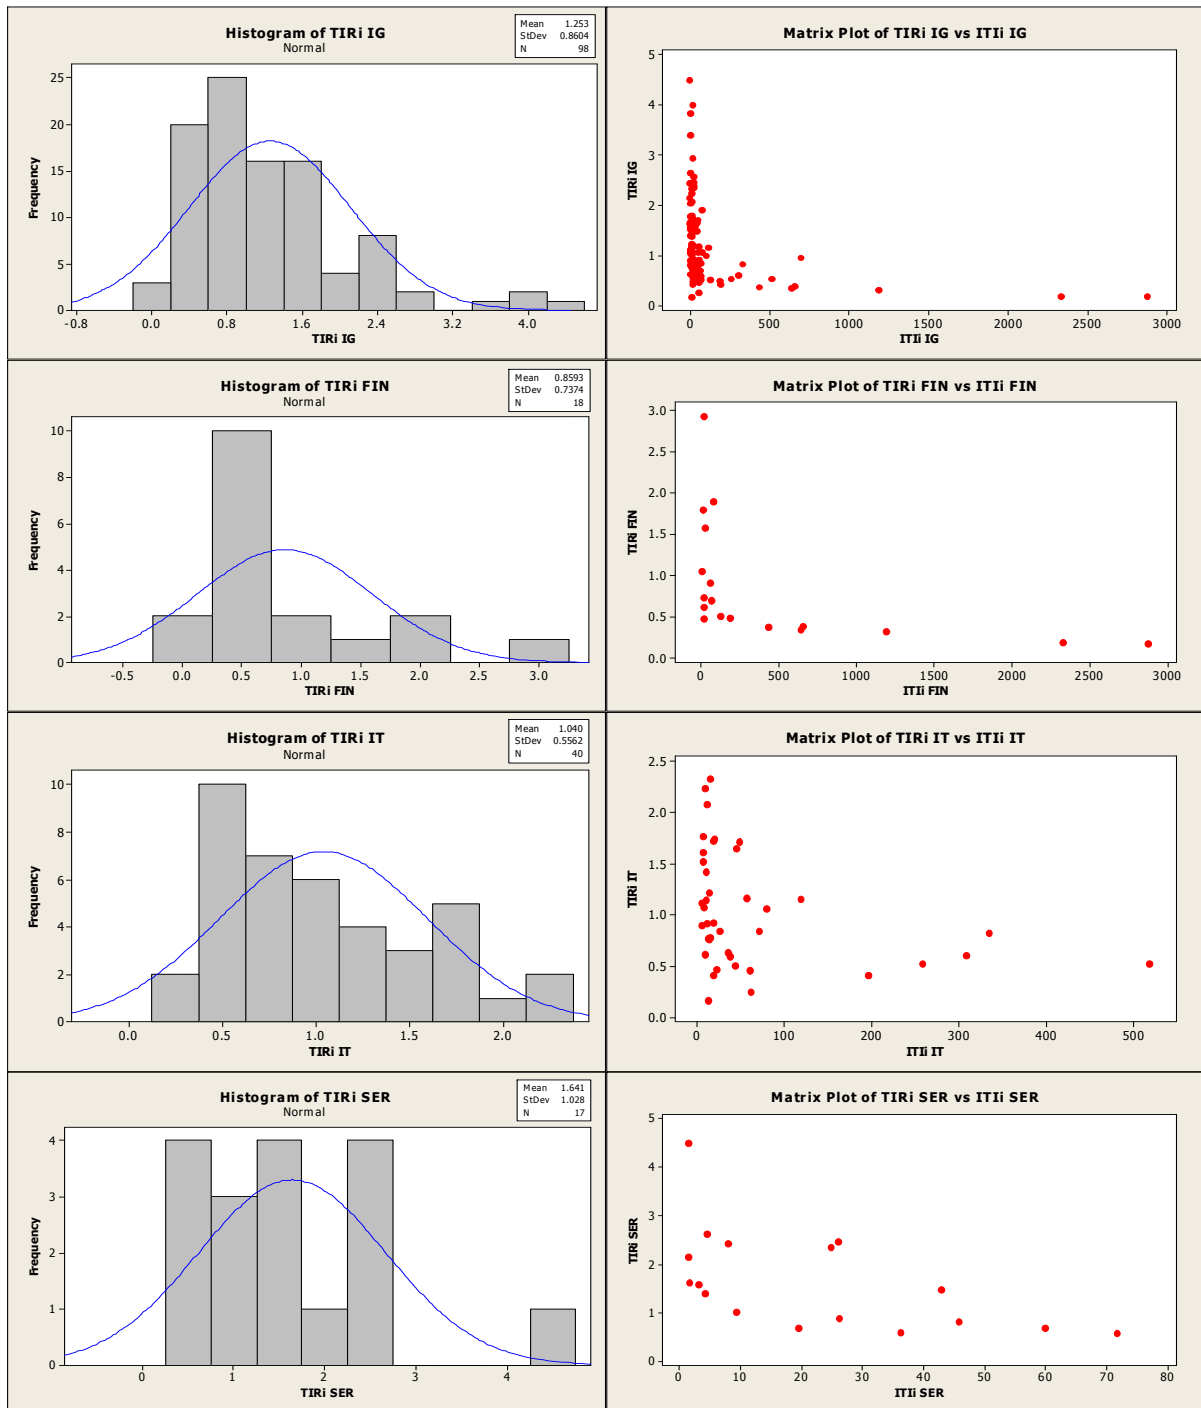 Histogram of TIRi IG
Normal
Mean 1.253
StDev 0.8604
N 98
Frequency
25
20
15
10
5
0
-0.8 0.0 0.8 1.6 2.4 3.2 4.0
TIRi IG
Matrix Plot of TIRi IG vs ITIi IG
TIRi IG
5
4
3
2
1
0
0 500 1000 1500 2000 2500 3000
ITIi IG
Histogram of TIRi FIN
Normal
Mean 0.8593
StDev 0.7374
N 18
Frequency
10
8
6
4
2
0
-0.5 0.0 0.5 1.0 1.5 2.0 2.5 3.0
TIRi FIN
Matrix Plot of TIRi FIN vs ITIi FIN
TIRi FIN
3.0
2.5
2.0
1.5
1.0
0.5
0.0
0 500 1000 1500 2000 2500 3000
ITIi FIN
Histogram of TIRi IT
Normal
Mean 1.040
StDev 0.5562
N 40
Frequency
10
8
6
4
2
0
0.0 0.5 1.0 1.5 2.0
TIRi IT
Matrix Plot of TIRi IT vs ITIi IT
TIRi IT
2.5
2.0
1.5
1.0
0.5
0.0
0 100 200 300 400 500
ITIi IT
Histogram of TIRi SER
Normal
Mean 1.641
StDev 1.028
N 17
Frequency
4
3
2
1
0
0 1 2 3 4
TIRi SER
Matrix Plot of TIRi SER vs ITIi SER
TIRi SER
5
4
3
2
1
0
0 10 20 30 40 50 60 70 80
ITIi SER